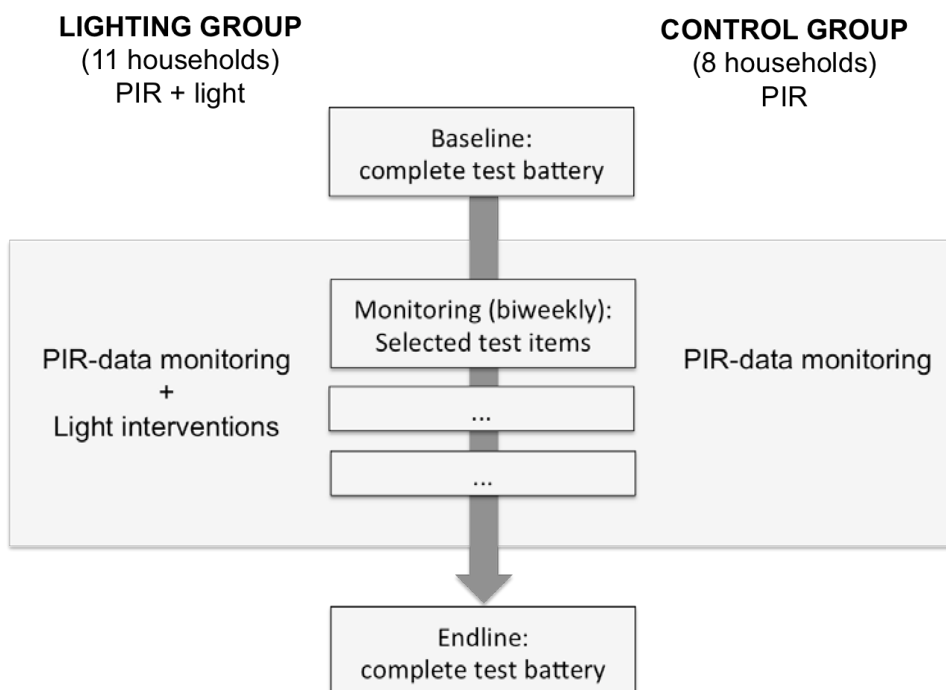 LIGHTING GROUP
(11 households)
PIR + light
CONTROL GROUP
(8 households)
PIR
Baseline:
complete test battery
Monitoring (biweekly):
Selected test items
PIR-data monitoring
+
Light interventions
PIR-data monitoring
...
...
Endline:
complete test battery